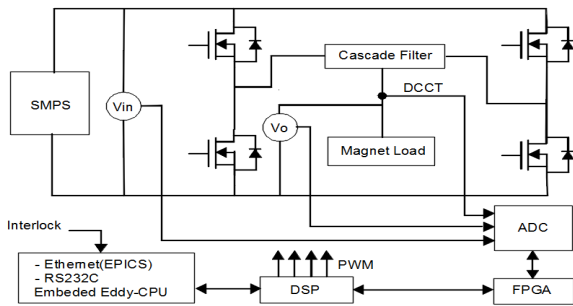 Cascade Filter
DCCT
SMPS
Vin
Vo
Magnet Load
Interlock
ADC
- Ethernet(EPICS)
- RS232C
Embeded Eddy-CPU
PWM
DSP
FPGA